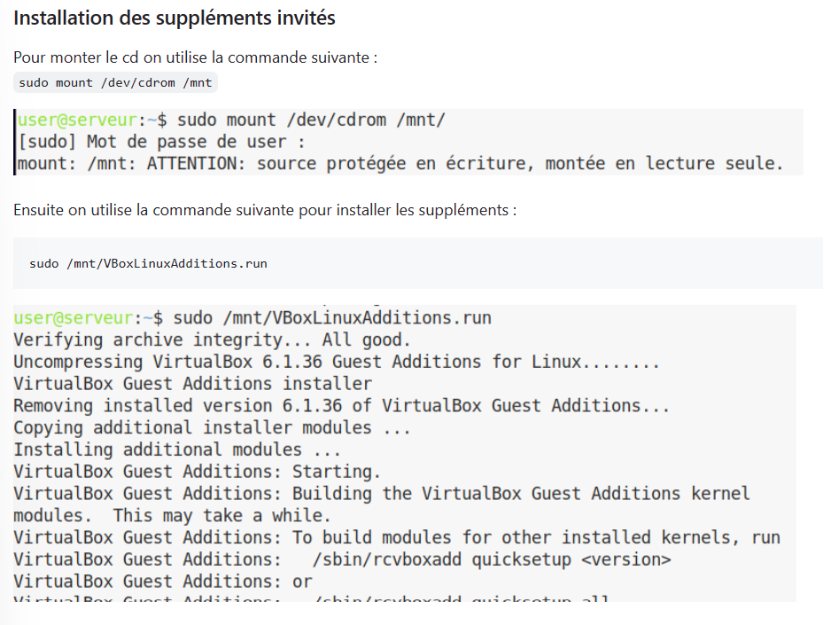 Installation des suppléments invités
Pour monter le cd on utilise la commande suivante :
sudo mount /dev/cdrom /mnt
user@serveur:~$ sudo mount /dev/cdrom /mnt/
[sudo] Mot de passe de user :
mount: /mnt: ATTENTION: source protégée en écriture, montée en lecture seule.
Ensuite on utilise la commande suivante pour installer les suppléments :
sudo /mnt/VBoxLinuxAdditions.run
user@serveur:~$ sudo /mnt/VBoxLinuxAdditions.run
Verifying archive integrity... All good.
Uncompressing VirtualBox 6.1.36 Guest Additions for Linux........
VirtualBox Guest Additions installer
Removing installed version 6.1.36 of VirtualBox Guest Additions...
Copying additional installer modules ...
Installing additional modules ...
VirtualBox Guest Additions: Starting.
VirtualBox Guest Additions: Building the VirtualBox Guest Additions kernel
modules.  This may take a while.
VirtualBox Guest Additions: To build modules for other installed kernels, run
VirtualBox Guest Additions:   /sbin/rcvboxadd quicksetup <version>
VirtualBox Guest Additions: or
VirtualBox Guest Additions:   /sbin/rcvboxadd quicksetup all